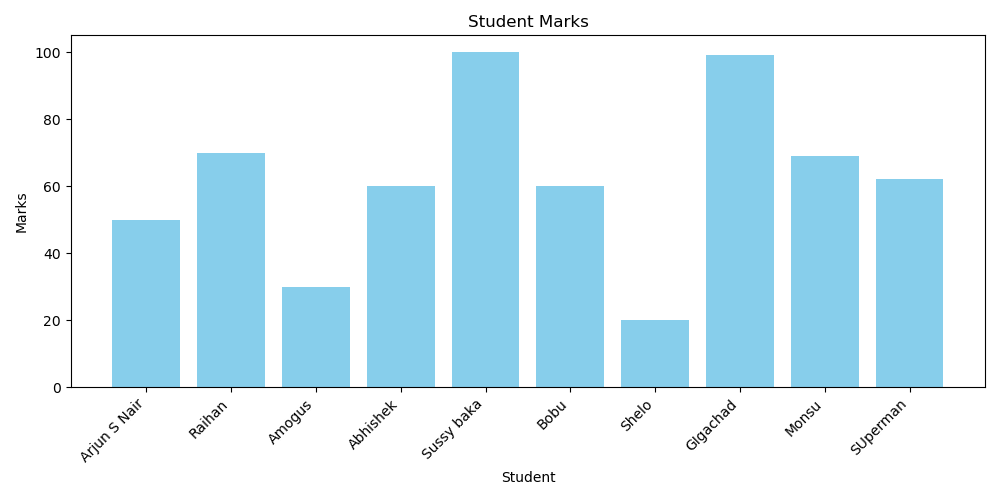 Student Marks
100
80
60
40
20
0
Marks
Arjun S Nair
Raihan
Amogus
Abhishek
Sussy baka
Bobu
Shelo
GIgachad
Monsu
SUperman
Student